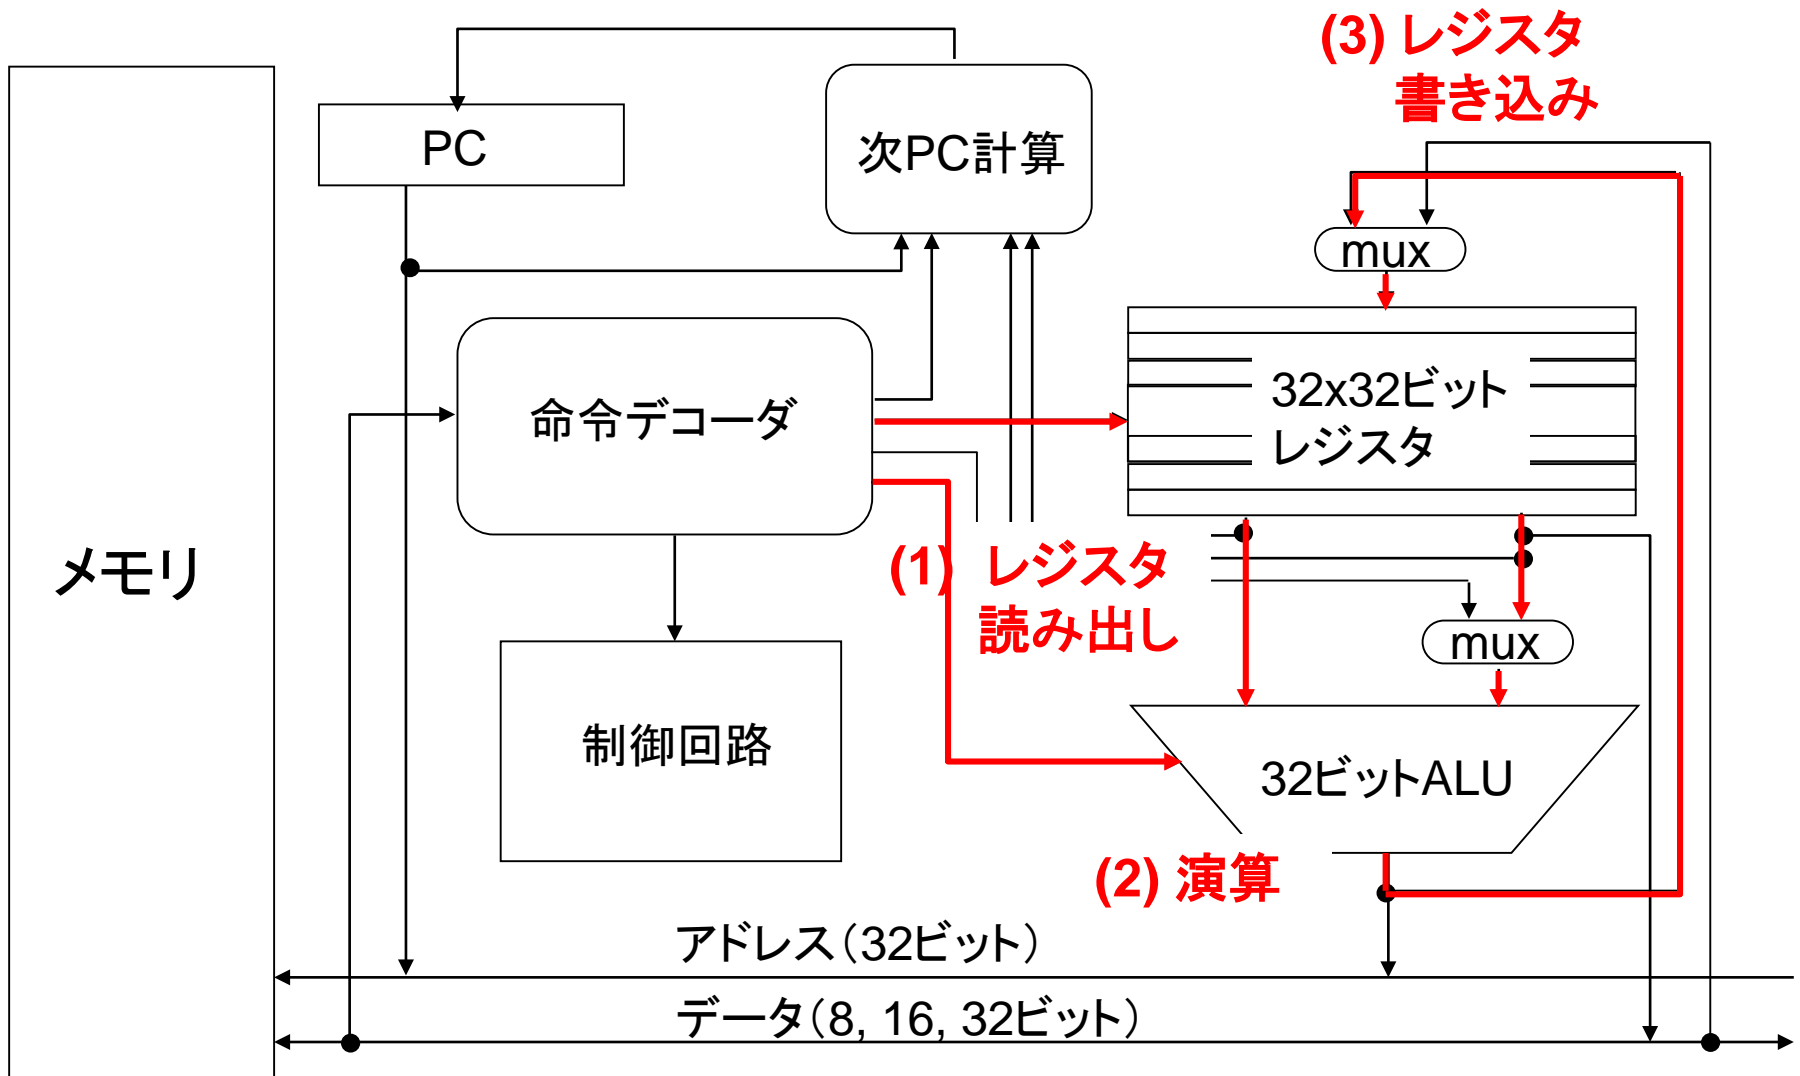 (3) レジスタ
書き込み
PC
次PC計算
mux
命令デコーダ
32x32ビット
レジスタ
メモリ
(1) レジスタ
読み出し
mux
制御回路
32ビットALU
(2) 演算
アドレス(32ビット)
データ(8, 16, 32ビット)